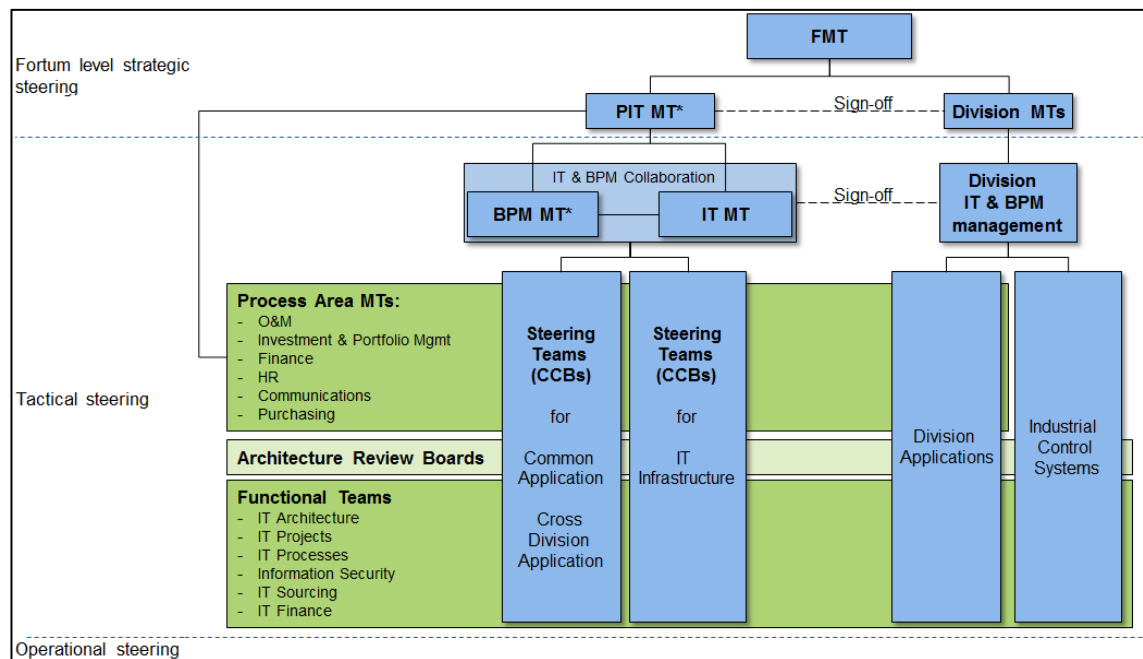 FMT
Fortum level strategic
steering
PIT MT*
Sign-off
Division MTs
IT & BPM Collaboration
BPM MT*
IT MT
Sign-off
Division
IT & BPM
management
Tactical steering
Process Area MTs:
- O&M
- Investment & Portfolio Mgmt
- Finance
- HR
- Communications
- Purchasing
Architecture Review Boards
Functional Teams
- IT Architecture
- IT Projects
- IT Processes
- Information Security
- IT Sourcing
- IT Finance
Steering
Teams
(CCBs)
for
Common
Application
Cross
Division
Application
Steering
Teams
(CCBs)
for
IT
Infrastructure
Division
Applications
Industrial
Control
Systems
Operational steering